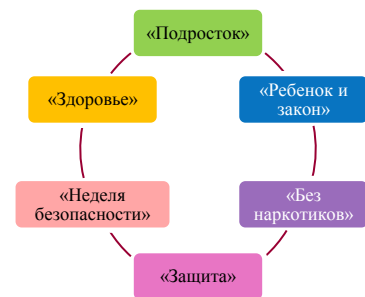 «Подросток»
«Ребенок и
закон»
«Без
наркотиков»
«Защита»
«Неделя
безопасности»
«Здоровье»